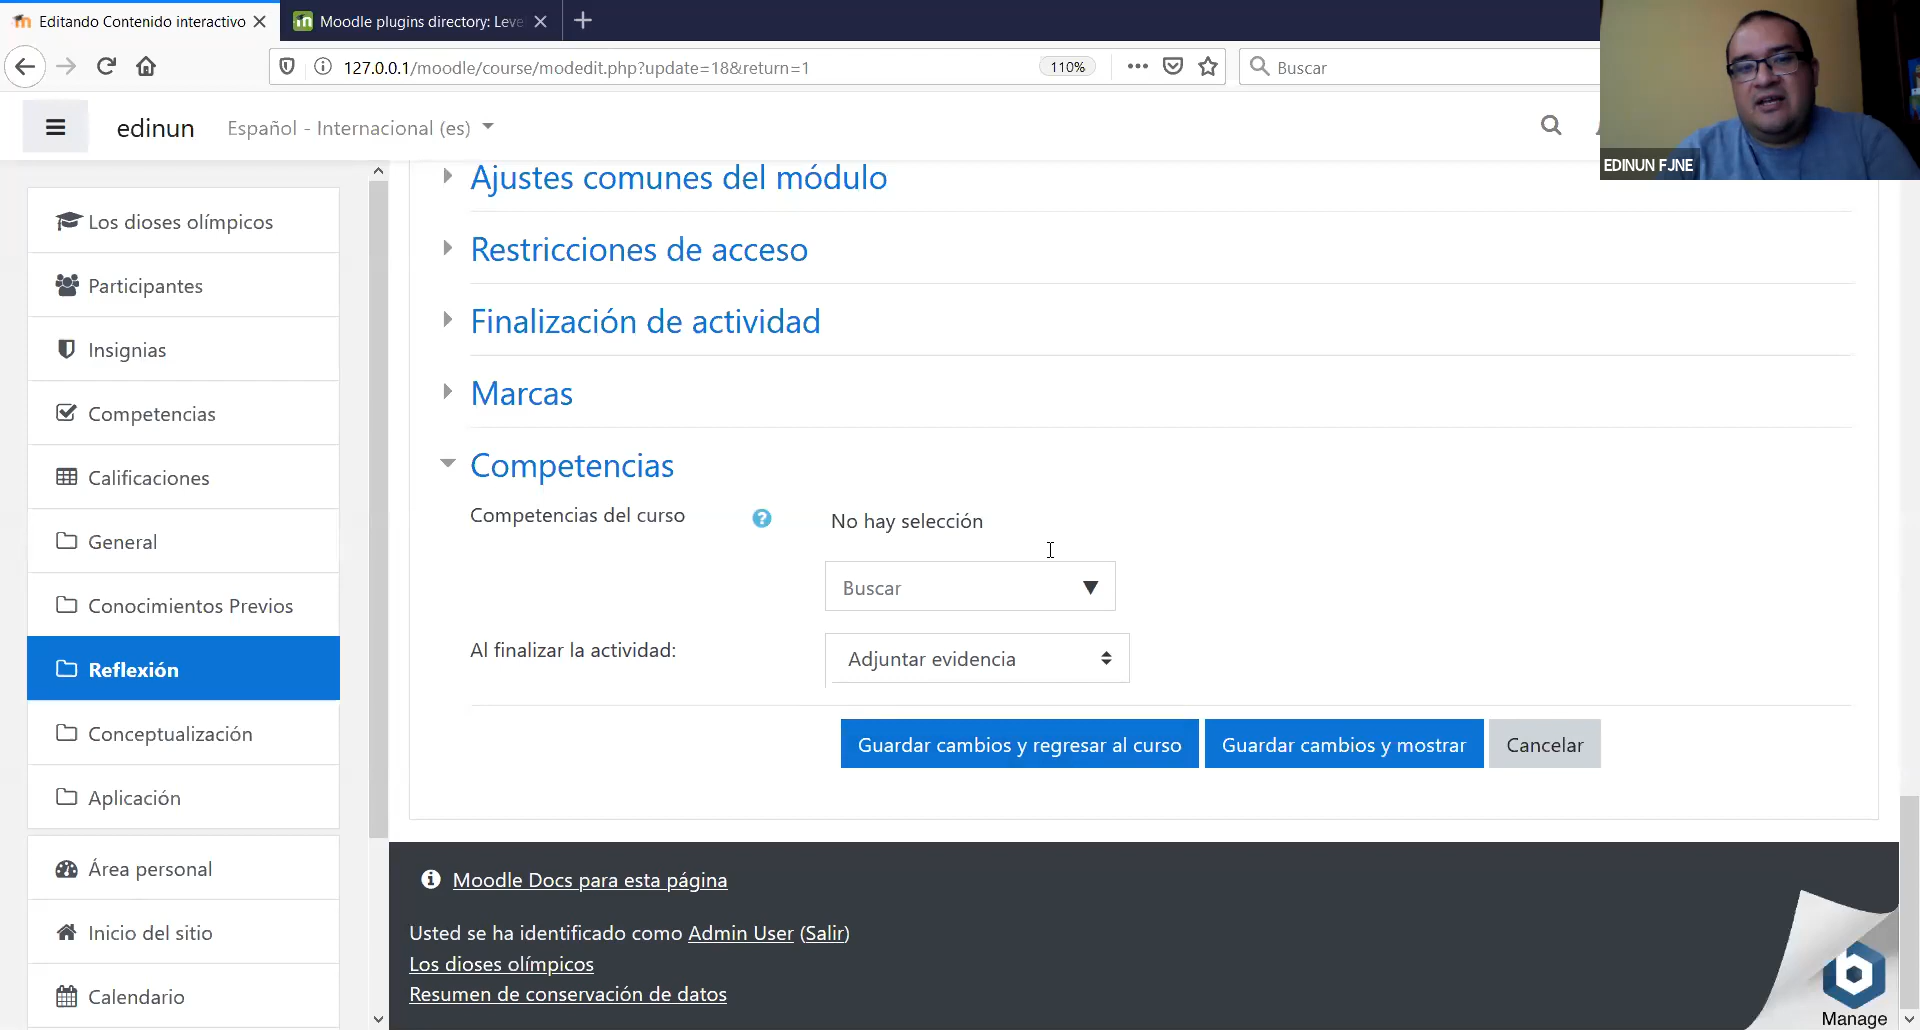 Editando Contenido interactivo
Moodle plugins directory: Leve
127.0.0.1/moodle/course/modedit.php?update=18&return=1
110%
Buscar
edinun
Español - Internacional (es)
EDINUN FJNE
Los dioses olímpicos
Participantes
Insignias
Competencias
Calificaciones
General
Conocimientos Previos
Reflexión
Conceptualización
Aplicación
Área personal
Inicio del sitio
Calendario
Ajustes comunes del módulo
Restricciones de acceso
Finalización de actividad
Marcas
Competencias
Competencias del curso
No hay selección
Buscar
Al finalizar la actividad:
Adjuntar evidencia
Guardar cambios y regresar al curso
Guardar cambios y mostrar
Cancelar
Moodle Docs para esta página
Usted se ha identificado como Admin User (Salir)
Los dioses olímpicos
Resumen de conservación de datos
Manage